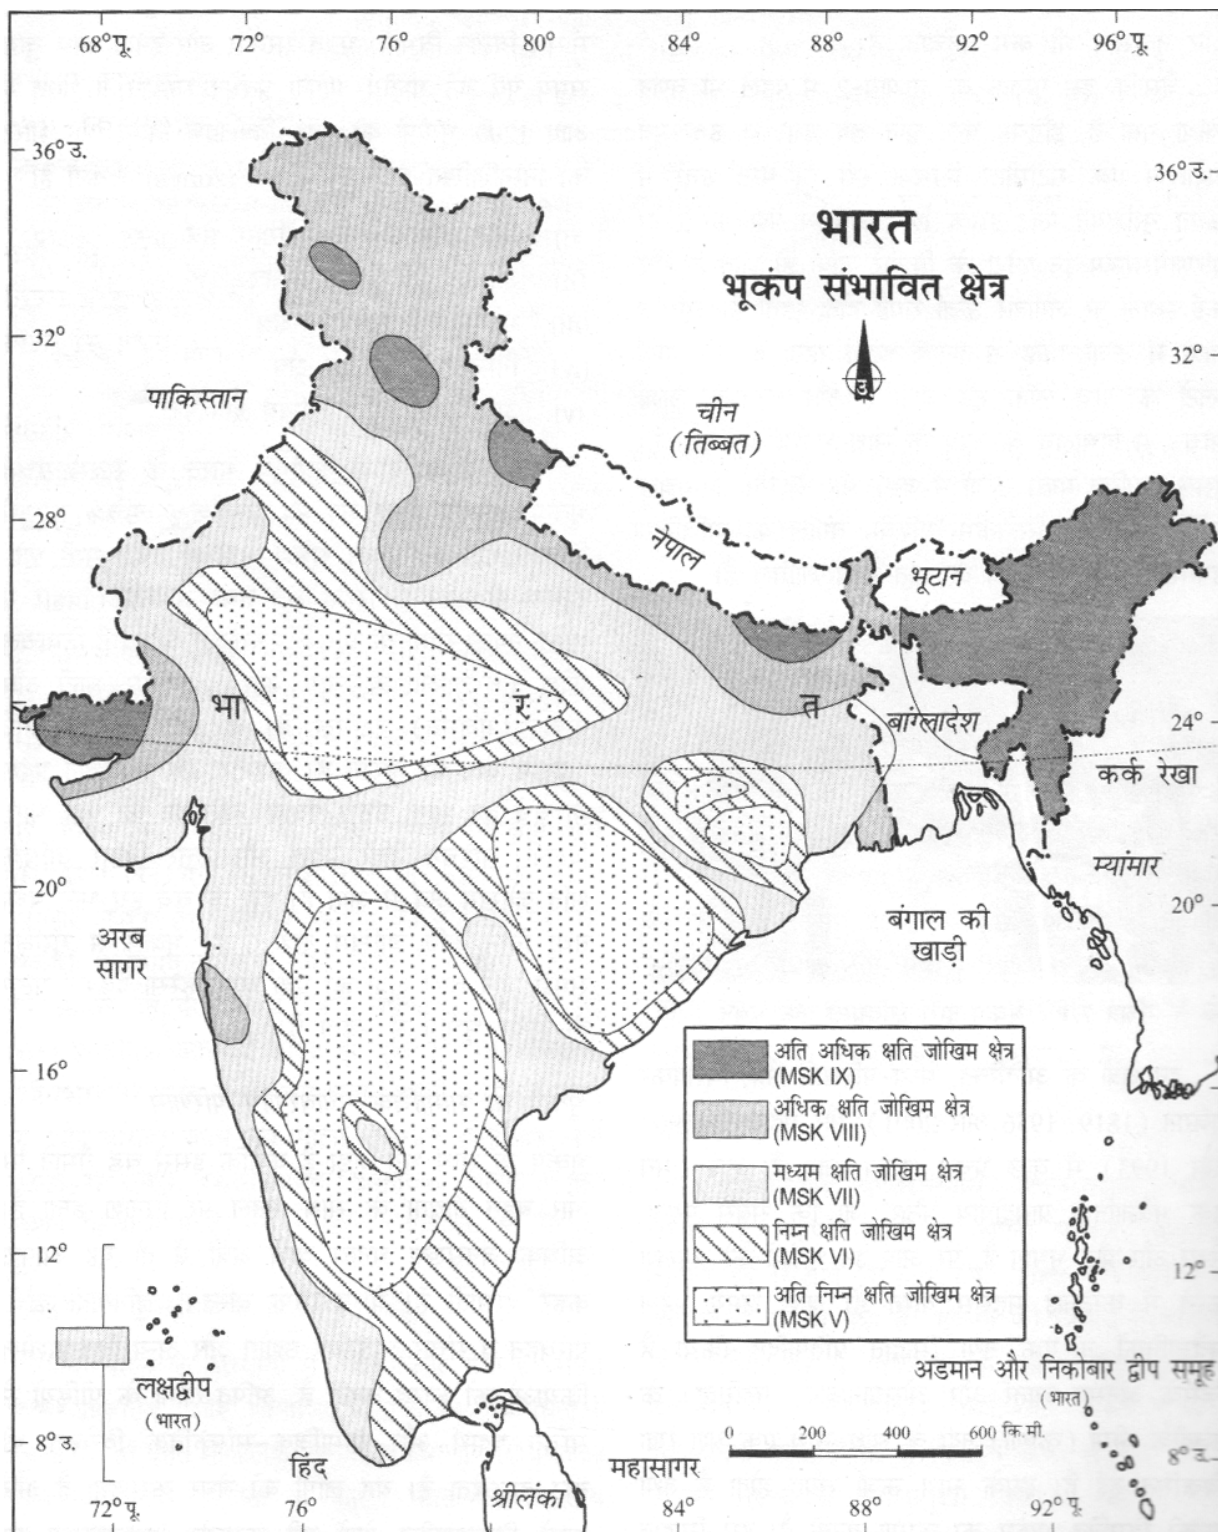 68° पू.
72°
76°
80°
84°
88°
92°
96° पू.
36° उ.
36° उ.
भारत
भूकंप संभावित क्षेत्र
32°
32°
उ
पाकिस्तान
चीन
(तिब्बत)
28°
नेपाल
भूटान
भा
र
त
बांग्लादेश
24°
कर्क रेखा
म्यांमार
20°
20°
अरब
सागर
बंगाल की
खाड़ी
16°
अति अधिक क्षति जोखिम क्षेत्र
(MSK IX)
अधिक क्षति जोखिम क्षेत्र
(MSK VIII)
मध्यम क्षति जोखिम क्षेत्र
(MSK VII)
निम्न क्षति जोखिम क्षेत्र
(MSK VI)
अति निम्न क्षति जोखिम क्षेत्र
(MSK V)
12°
12°
लक्षद्वीप
(भारत)
अंडमान और निकोबार द्वीप समूह
(भारत)
0 200 400 600 कि.मी.
8° उ.
8° उ.
हिंद
महासागर
श्रीलंका
72° पू.
76°
84°
88°
92° पू.